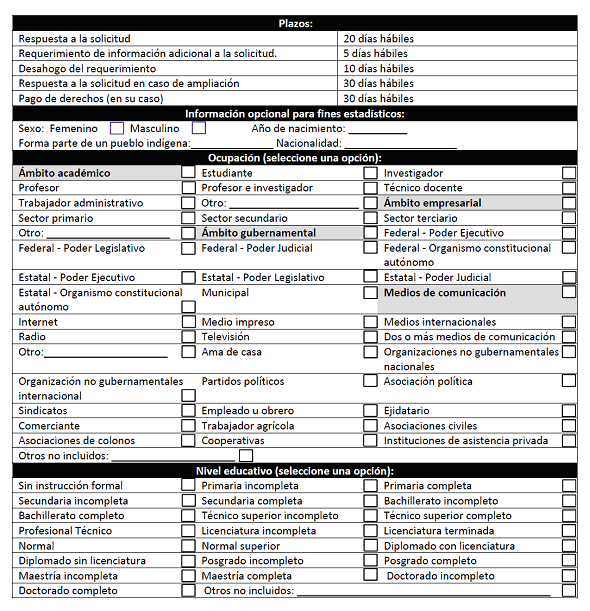 Plazos:
Respuesta a la solicitud 20 días hábiles
Requerimiento de información adicional a la solicitud. 5 días hábiles
Desahogo del requerimiento 10 días hábiles
Respuesta a la solicitud en caso de ampliación 30 días hábiles
Pago de derechos (en su caso) 30 días hábiles
Información opcional para fines estadísticos:
Sexo: Femenino Masculino Año de nacimiento: ____________
Forma parte de un pueblo indígena:________________ Nacionalidad: ________________
Ocupación (seleccione una opción):
Ámbito académico Estudiante Investigador
Profesor Profesor e investigador Técnico docente
Trabajador administrativo Otro: ____________________ Ámbito empresarial
Sector primario Sector secundario Sector terciario
Otro: ____________________ Ámbito gubernamental Federal - Poder Ejecutivo
Federal - Poder Legislativo Federal - Poder Judicial Federal - Organismo constitucional
autónomo
Estatal - Poder Ejecutivo Estatal - Poder Legislativo Estatal - Poder Judicial
Estatal - Organismo constitucional Municipal Medios de comunicación
autónomo
Internet Medio impreso Medios internacionales
Radio Televisión Dos o más medios de comunicación
Otro:____________________ Ama de casa Organizaciones no gubernamentales
nacionales
Organización no gubernamentales Partidos políticos Asociación política
internacional
Sindicatos Empleado u obrero Ejidatario
Comerciante Trabajador agrícola Asociaciones civiles
Asociaciones de colonos Cooperativas Instituciones de asistencia privada
Otros no incluidos: ____________________
Nivel educativo (seleccione una opción):
Sin instrucción formal Primaria incompleta Primaria completa
Secundaria incompleta Secundaria completa Bachillerato incompleto
Bachillerato completo Técnico superior incompleto Técnico superior completo
Profesional Técnico Licenciatura incompleta Licenciatura terminada
Normal Normal superior Diplomado con licenciatura
Diplomado sin licenciatura Posgrado incompleto Posgrado completo
Maestría incompleta Maestría completa Doctorado incompleto
Doctorado completo Otros no incluidos: ________________________________